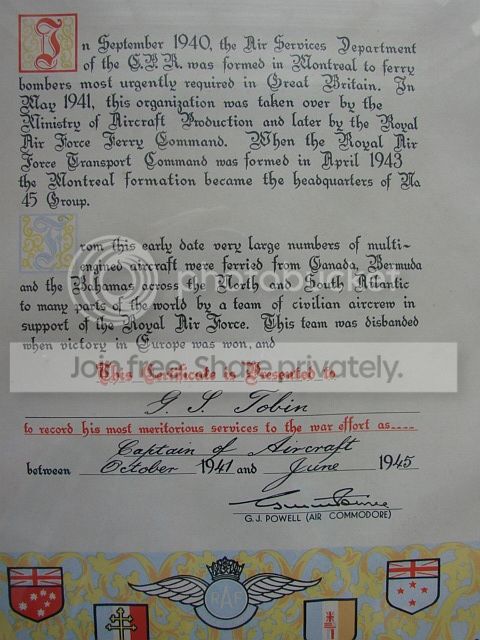 In September 1940, the Air Services Department
of the C.P.R. was formed in Montreal to ferry
bombers most urgently required in Great Britain. In
May 1941, this organization was taken over by the
Ministry of Aircraft Production and later by the Royal
Air Force Ferry Command. When the Royal Air
Force Transport Command was formed in April 1943
the Montreal formation became the headquarters of No
45 Group.
From this early date very large numbers of multi-
engined aircraft were ferried from Canada, Bermuda
and the Bahamas across the North and South Atlantic
to many parts of the world by a team of civilian aircrew in
support of the Royal Air Force. This team was disbanded
when victory in Europe was won, and
photobucket
Join free. Share privately.
This Certificate is Presented to
G. S. Tobin
to record his most meritorious services to the war effort as....
Captain of Aircraft
between October 1941 and June 1945
G.J. POWELL (AIR COMMODORE)
RAF